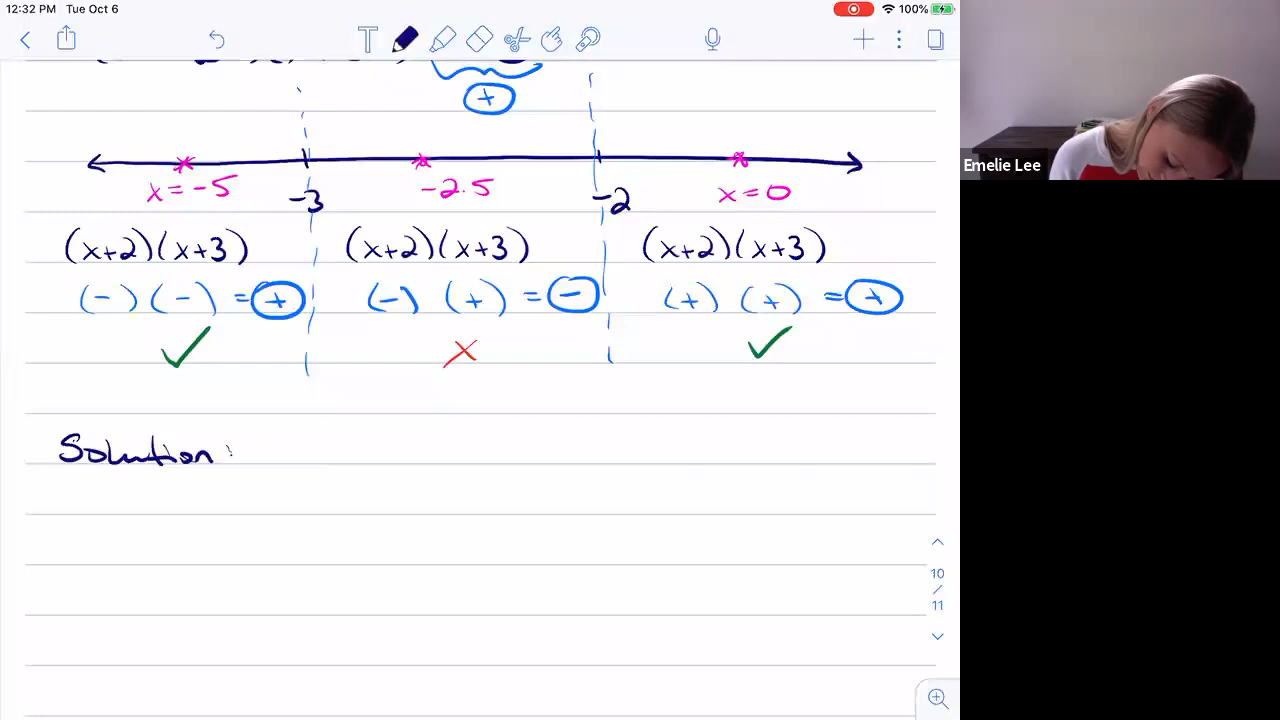 12:32 PM Tue Oct 6
100%
T
+
x = -5
-3
-2.5
-2
x = 0
(x+2)(x+3)
(x+2)(x+3)
(x+2)(x+3)
(-)(-) = +
(-)(+) = -
(+)(+) = +
✓
×
✓
Solution:
10
/
11
Emelie Lee